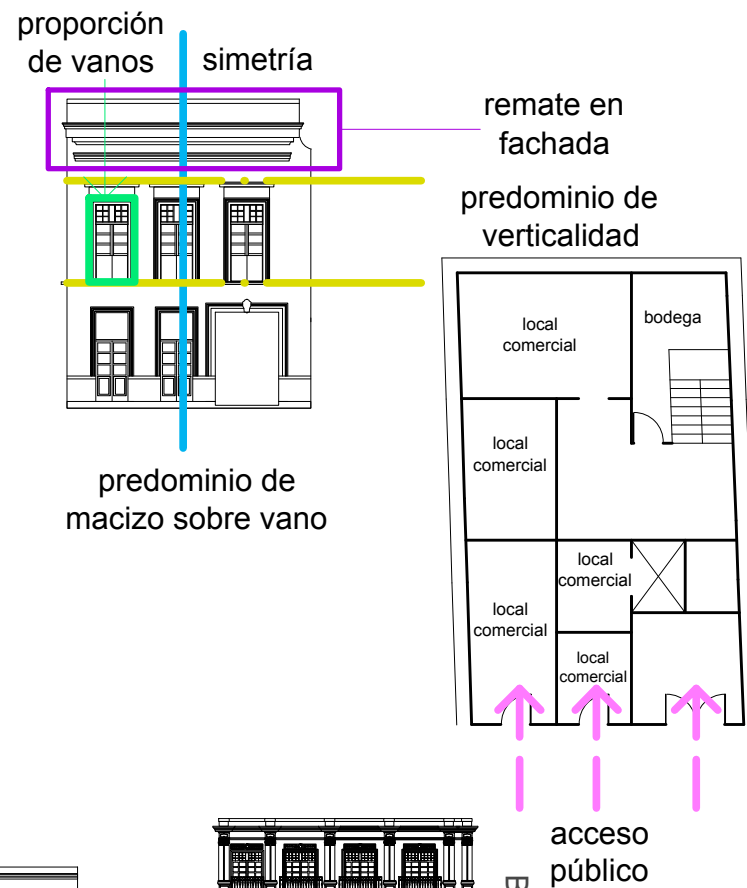 proporción
de vanos
simetría
remate en
fachada
predominio de
verticalidad
predominio de
macizo sobre vano
local
comercial
bodega
local
comercial
local
comercial
local
comercial
local
comercial
acceso
público